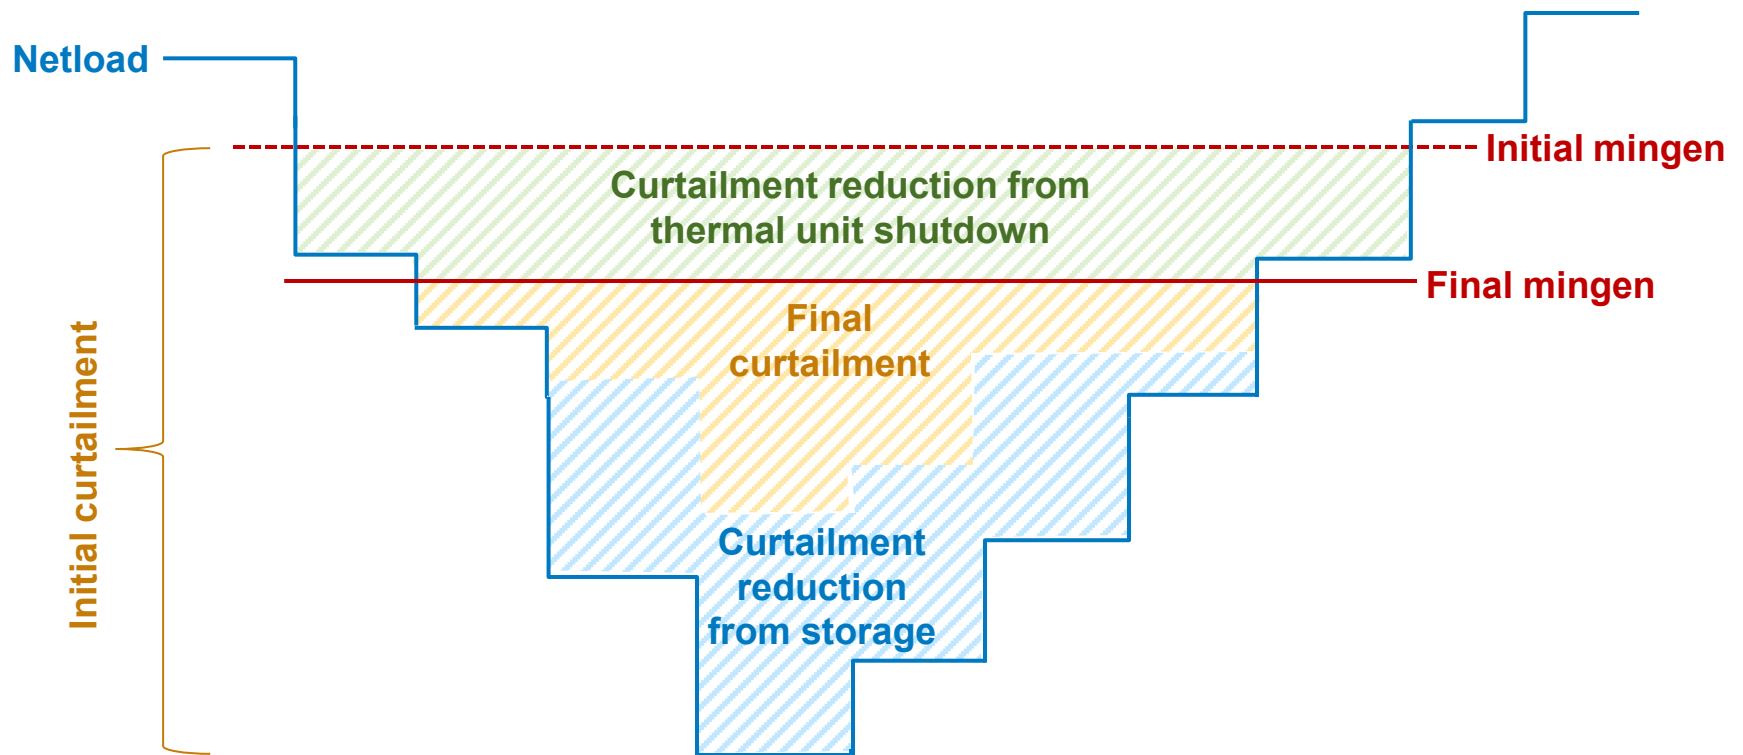 Netload
Initial mingen
Curtailment reduction from
thermal unit shutdown
Final mingen
Final
curtailment
Initial curtailment
Curtailment
reduction
from storage